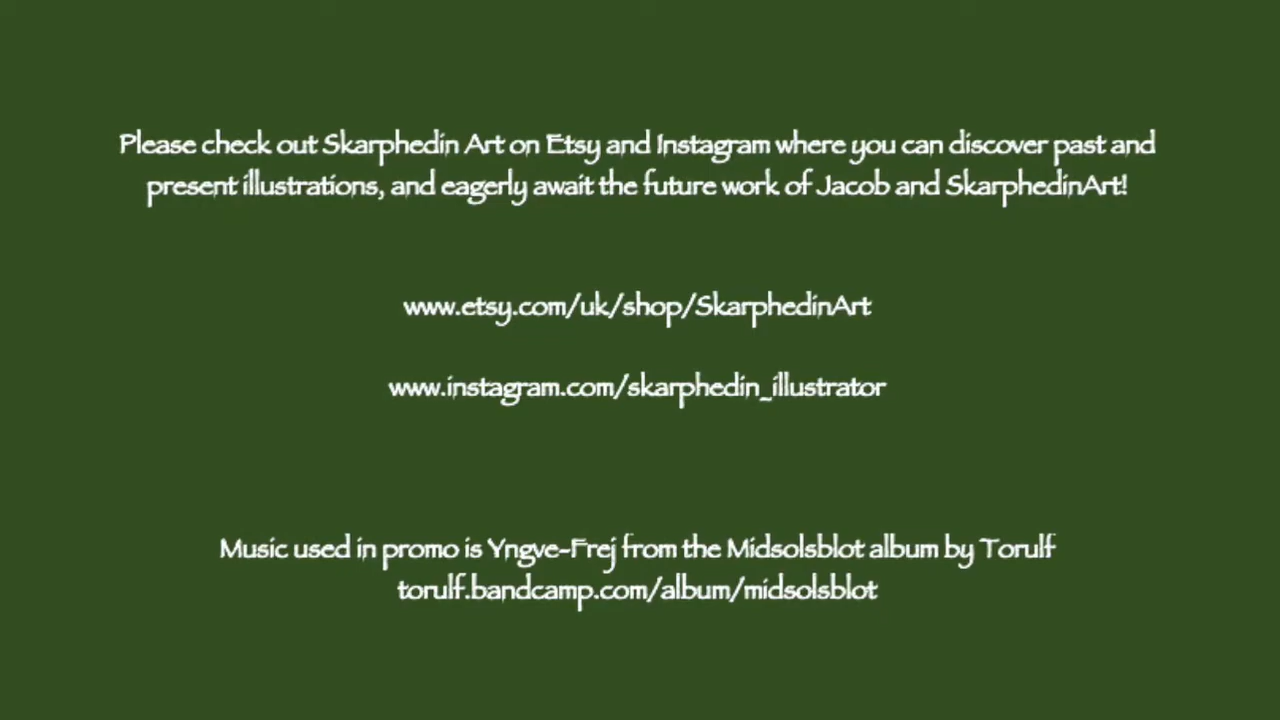 Please check out Skarphedin Art on Etsy and Instagram where you can discover past and
present illustrations, and eagerly await the future work of Jacob and SkarphedinArt!
www.etsy.com/uk/shop/SkarphedinArt
www.instagram.com/skarphedin_illustrator
Music used in promo is Yngve-Frej from the Midsolsblot album by Torulf
torulf.bandcamp.com/album/midsolsblot